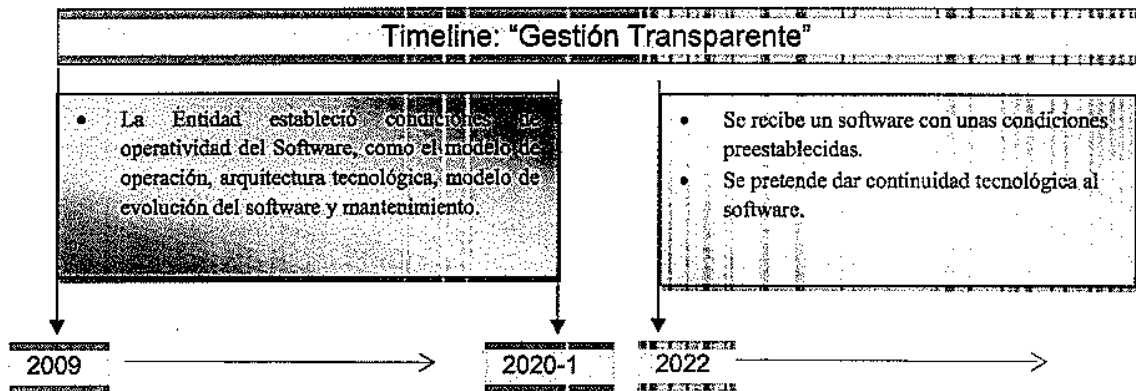 Timeline: “Gestión Transparente”
• La Entidad estableció condiciones de
operatividad del Software, como el modelo de
operación, arquitectura tecnológica, modelo de
evolución del software y mantenimiento.
• Se recibe un software con unas condiciones
preestablecidas.
• Se pretende dar continuidad tecnológica al
software.
2009
2020-1
2022